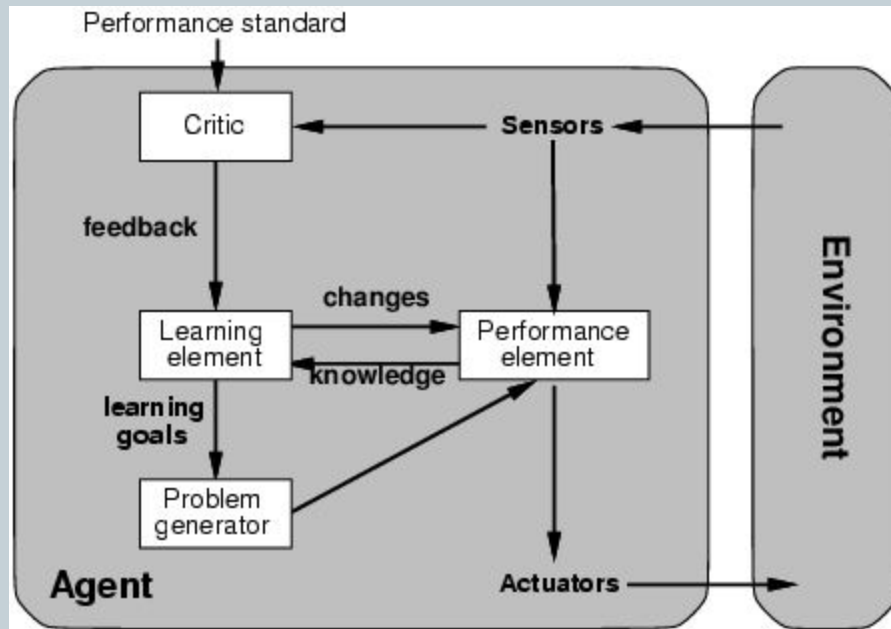 Performance standard
Critic
Sensors
feedback
changes
Learning
element
Performance
element
knowledge
learning
goals
Problem
generator
Agent
Actuators
Environment